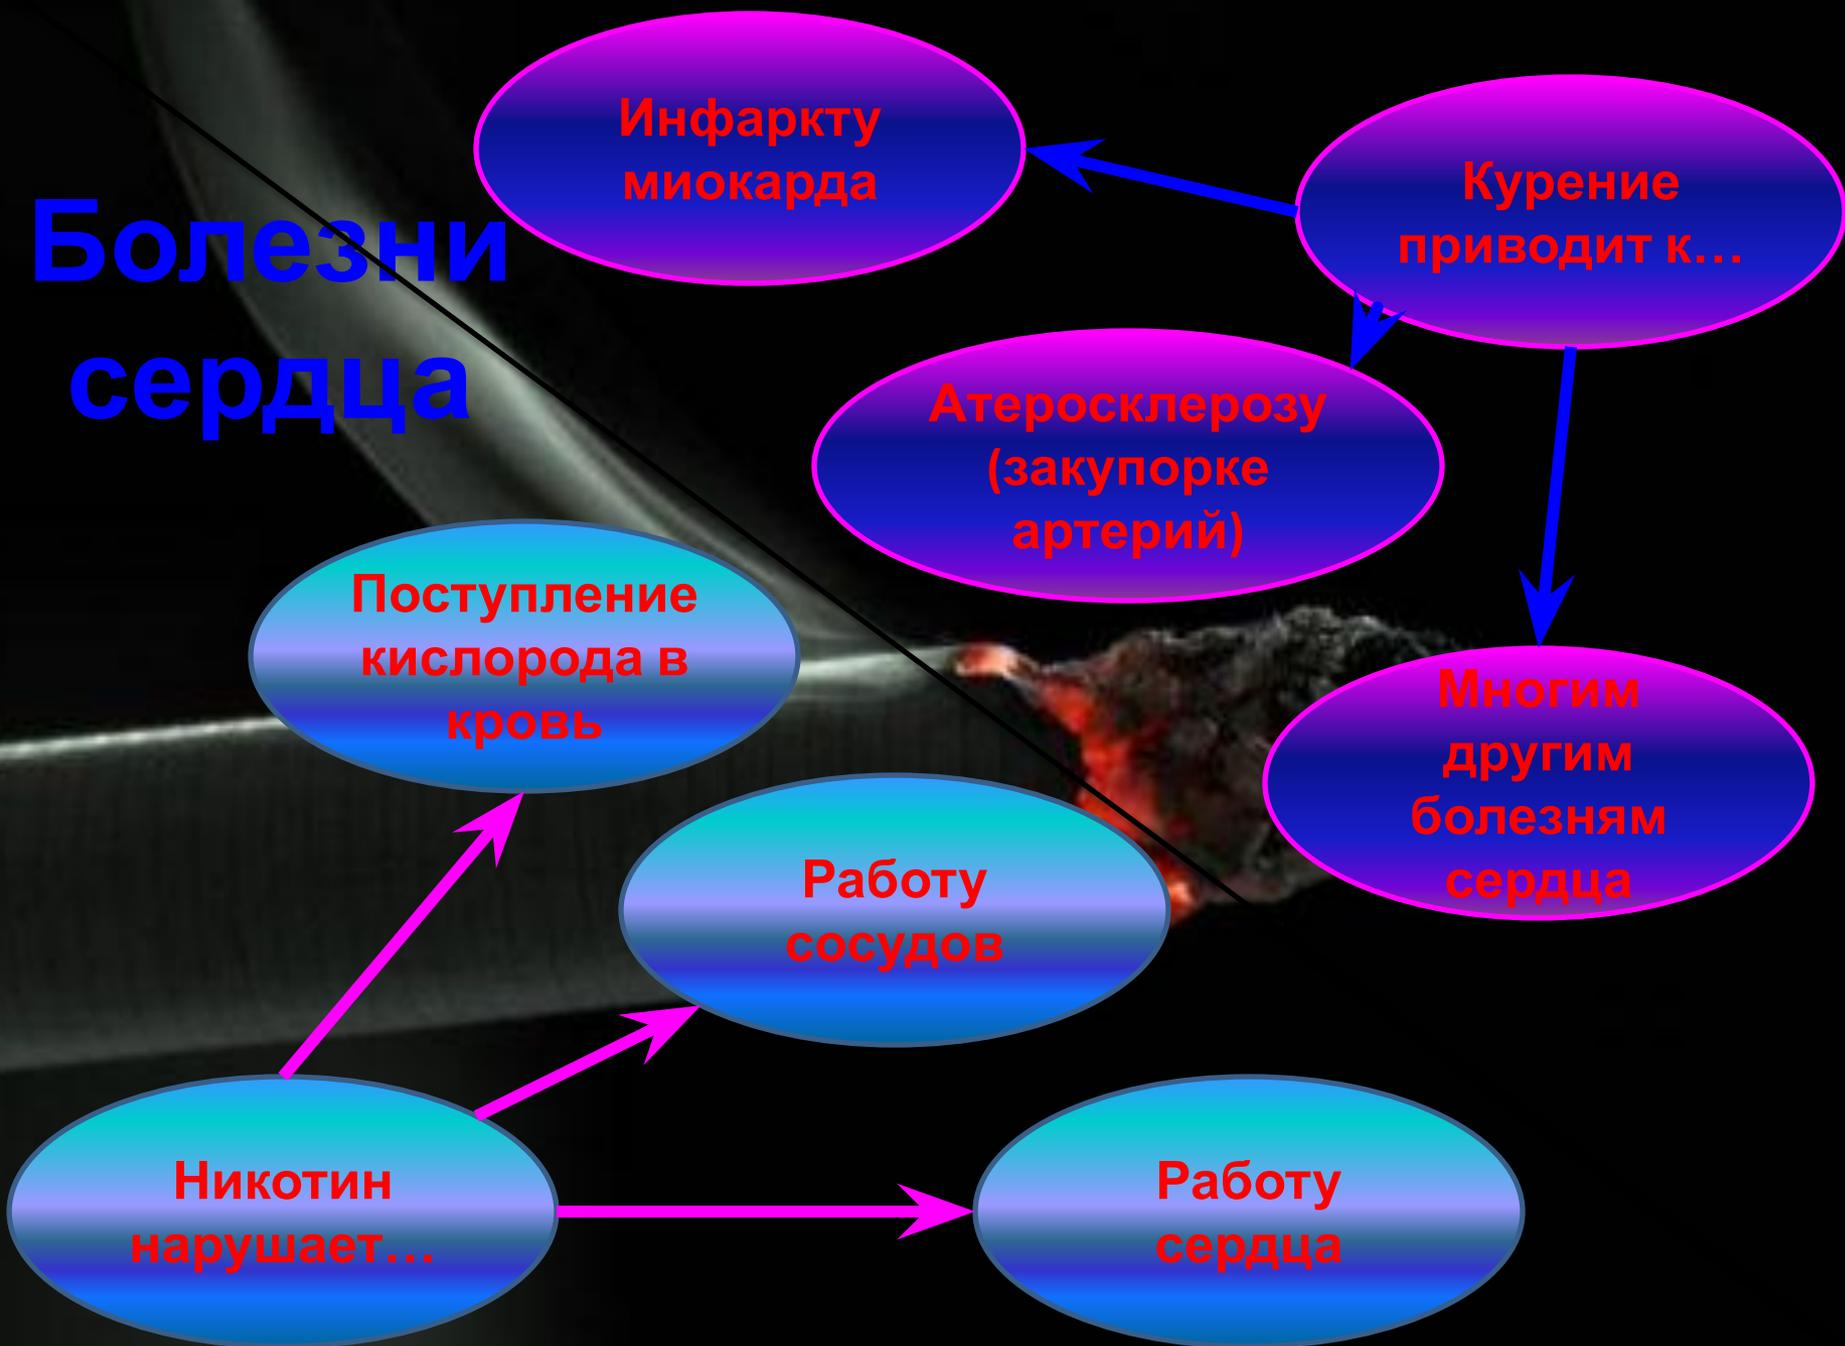 Болезни
сердца
Инфаркту
миокарда
Курение
приводит к…
Атеросклерозу
(закупорке
артерий)
Многим
другим
болезням
сердца
Поступление
кислорода в
кровь
Работу
сосудов
Никотин
нарушает…
Работу
сердца